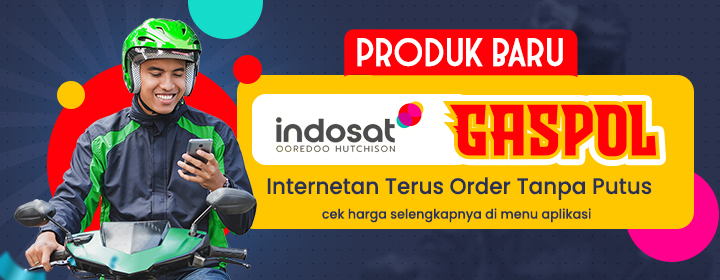 PRODUK BARU
indosat
OOREDOO HUTCHISON
GASPOL
Internetan Terus Order Tanpa Putus
cek harga selengkapnya di menu aplikasi